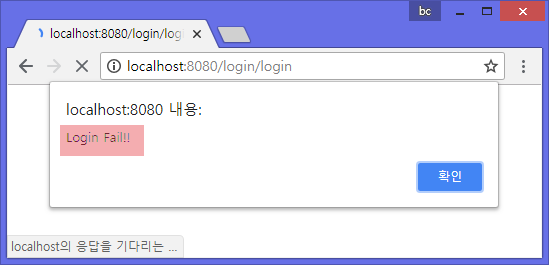 bc
localhost:8080/login/logi
localhost:8080/login/login
localhost:8080 내용:
Login Fail!!
확인
localhost의 응답을 기다리는 ...